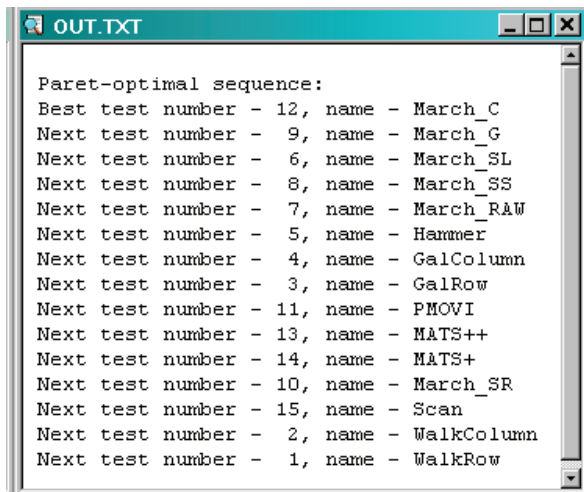 OUT.TXT
Paret-optimal sequence:
Best test number - 12, name - March_C
Next test number -  9, name - March_G
Next test number -  6, name - March_SL
Next test number -  8, name - March_SS
Next test number -  7, name - March_RAW
Next test number -  5, name - Hammer
Next test number -  4, name - GalColumn
Next test number -  3, name - GalRow
Next test number - 11, name - PMOVI
Next test number - 13, name - MATS++
Next test number - 14, name - MATS+
Next test number - 10, name - March_SR
Next test number - 15, name - Scan
Next test number -  2, name - WalkColumn
Next test number -  1, name - WalkRow